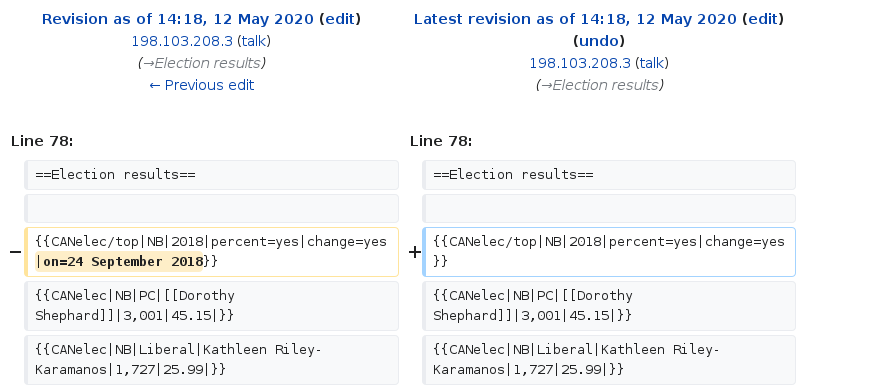 Revision as of 14:18, 12 May 2020 (edit)
198.103.208.3 (talk)
(→Election results)
← Previous edit
Latest revision as of 14:18, 12 May 2020 (edit)
(undo)
198.103.208.3 (talk)
(→Election results)
Line 78:
Line 78:
==Election results==
==Election results==
− {{CANelec/top|NB|2018|percent=yes|change=yes
|on=24 September 2018}}
+ {{CANelec/top|NB|2018|percent=yes|change=yes
}}
{{CANelec|NB|PC|[[Dorothy
Shephard]]|3,001|45.15|}}
{{CANelec|NB|PC|[[Dorothy
Shephard]]|3,001|45.15|}}
{{CANelec|NB|Liberal|Kathleen Riley-
Karamanos|1,727|25.99|}}
{{CANelec|NB|Liberal|Kathleen Riley-
Karamanos|1,727|25.99|}}